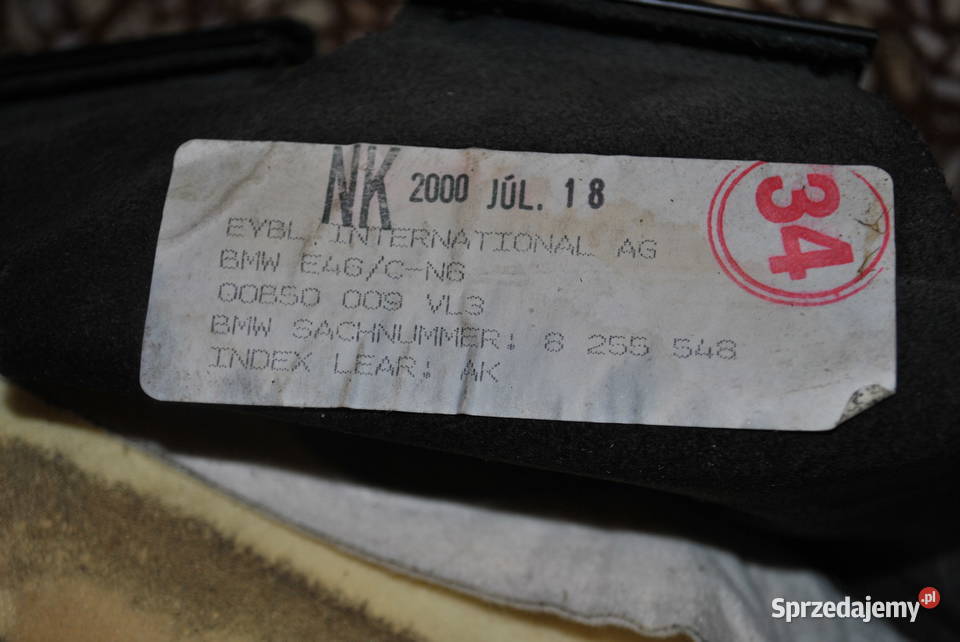 NK 2000 JÚL. 18
34
EYBL INTERNATIONAL AG
BMW E46/C-N6
00B50 009 VL3
BMW SACHNUMMER: 8 255 548
INDEX LEAR: AK
Sprzedajemy.pl